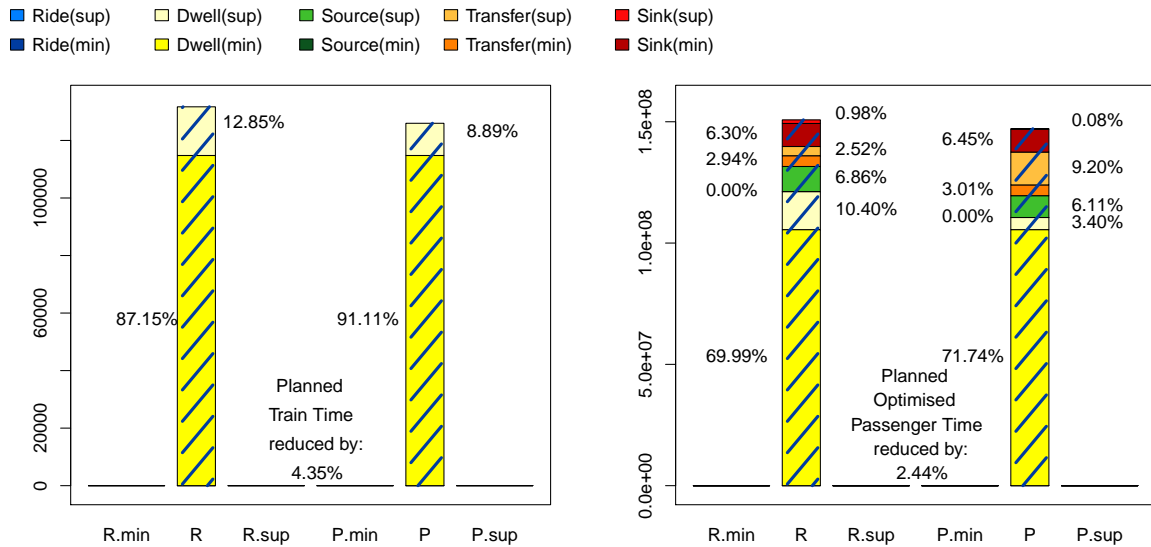 Ride(sup) Dwell(sup) Source(sup) Transfer(sup) Sink(sup)
Ride(min) Dwell(min) Source(min) Transfer(min) Sink(min)
0 20000 60000 100000
12.85%
8.89%
87.15%
91.11%
Planned
Train Time
reduced by:
4.35%
R.min R R.sup P.min P P.sup
0.0e+00 5.0e+07 1.0e+08 1.5e+08
6.30%
2.94%
0.00%
69.99%
0.98%
2.52%
6.86%
10.40%
6.45%
3.01%
0.00%
71.74%
0.08%
9.20%
6.11%
3.40%
Planned
Optimised
Passenger Time
reduced by:
2.44%
R.min R R.sup P.min P P.sup